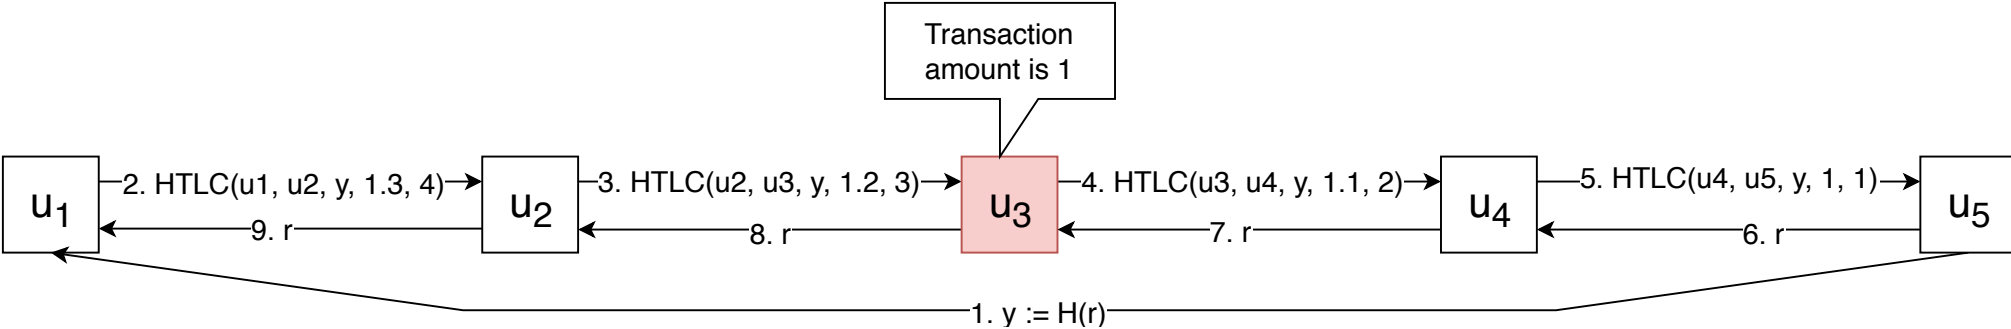 Transaction
amount is 1
u1
2. HTLC(u1, u2, y, 1.3, 4)
u2
3. HTLC(u2, u3, y, 1.2, 3)
u3
4. HTLC(u3, u4, y, 1.1, 2)
u4
5. HTLC(u4, u5, y, 1, 1)
u5
9. r
8. r
7. r
6. r
1. y := H(r)